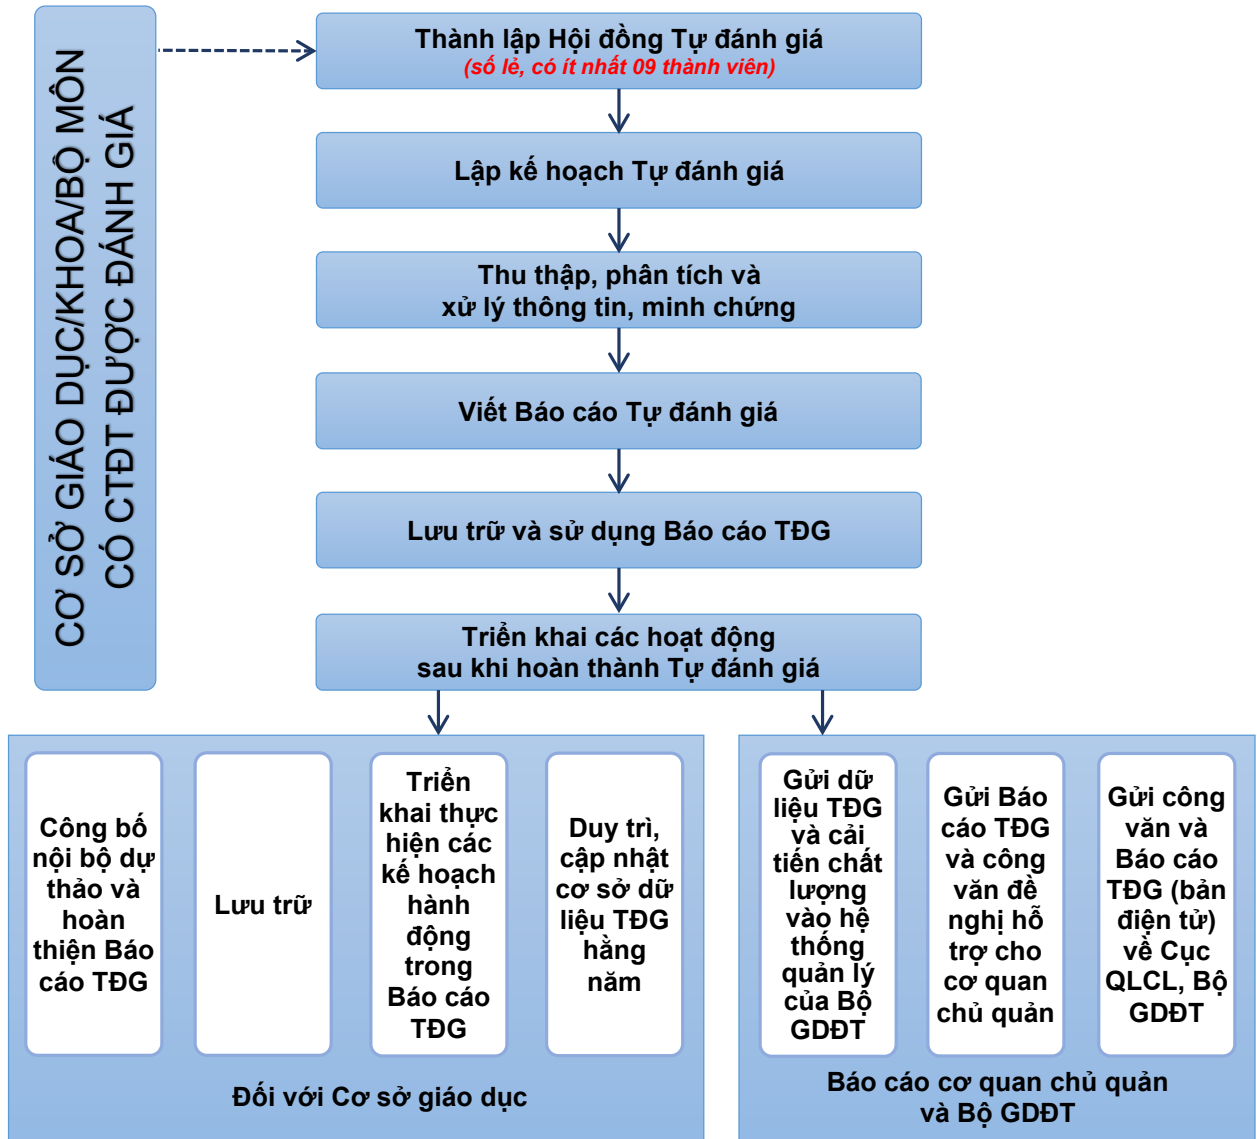 CƠ SỞ GIÁO DỤC/KHOA/BỘ MÔN
CÓ CTĐT ĐƯỢC ĐÁNH GIÁ
Thành lập Hội đồng Tự đánh giá
(số lẻ, có ít nhất 09 thành viên)
Lập kế hoạch Tự đánh giá
Thu thập, phân tích và
xử lý thông tin, minh chứng
Viết Báo cáo Tự đánh giá
Lưu trữ và sử dụng Báo cáo TĐG
Triển khai các hoạt động
sau khi hoàn thành Tự đánh giá
Công bố
nội bộ dự
thảo và
hoàn
thiện Báo
cáo TĐG
Lưu trữ
Triển
khai thực
hiện các
kế hoạch
hành
động
trong
Báo cáo
TĐG
Duy trì,
cập nhật
cơ sở dữ
liệu TĐG
hằng
năm
Đối với Cơ sở giáo dục
Gửi dữ
liệu TĐG
và cải
tiến chất
lượng
vào hệ
thống
quản lý
của Bộ
GDĐT
Gửi Báo
cáo TĐG
và công
văn đề
nghị hỗ
trợ cho
cơ quan
chủ quản
Gửi công
văn và
Báo cáo
TĐG (bản
điện tử)
về Cục
QLCL, Bộ
GDĐT
Báo cáo cơ quan chủ quản
và Bộ GDĐT